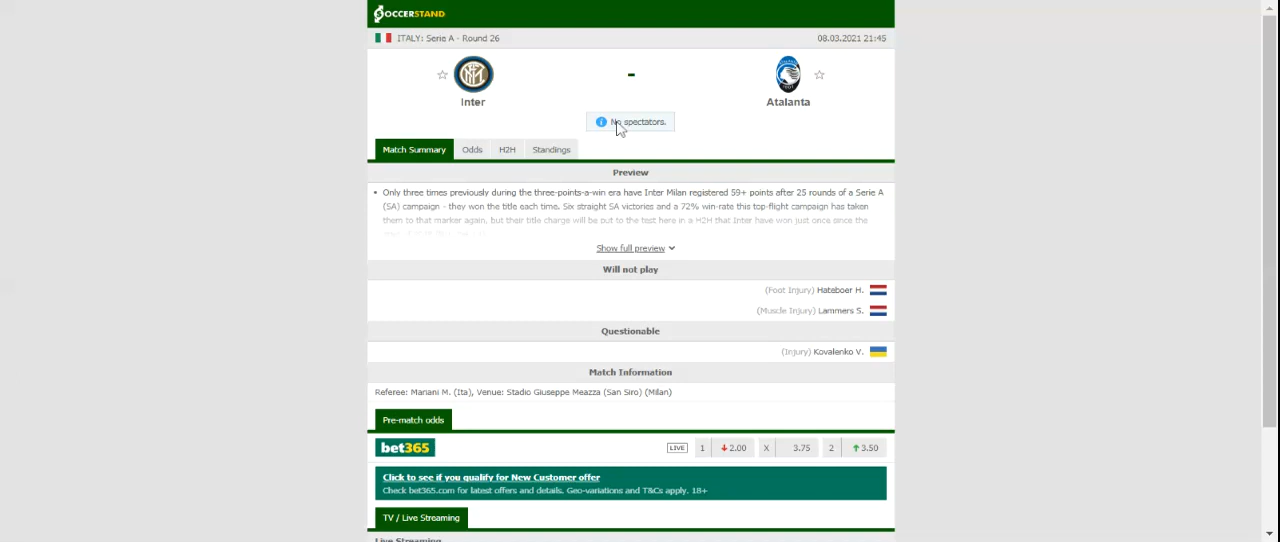 SOCCERSTAND
ITALY: Serie A - Round 26 08.03.2021 21:45
-
Inter Atalanta
No spectators.
Match Summary Odds H2H Standings
Preview
Only three times previously during the three-points-a-win era have Inter Milan registered 59+ points after 25 rounds of a Serie A
(SA) campaign - they won the title each time. Six straight SA victories and a 72% win-rate this top-flight campaign has taken
them to that marker again, but their title charge will be put to the test here in a H2H that Inter have won just once since the
Show full preview
Will not play
(Foot Injury) Hateboer H.
(Muscle Injury) Lammers S.
Questionable
(Injury) Kovalenko V.
Match Information
Referee: Mariani M. (Ita), Venue: Stadio Giuseppe Meazza (San Siro) (Milan)
Pre-match odds
bet365 LIVE 1 2.00 X 3.75 2 3.50
Click to see if you qualify for New Customer offer
Check bet365.com for latest offers and details. Geo-variations and T&Cs apply. 18+
TV / Live Streaming
Live Streaming